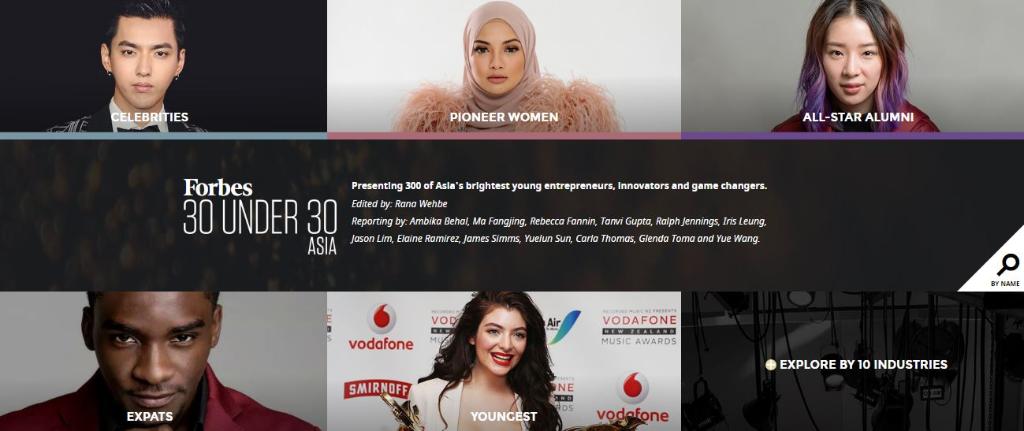 CELEBRITIES
PIONEER WOMEN
ALL-STAR ALUMNI
Forbes
30 UNDER 30
ASIA
Presenting 300 of Asia's brightest young entrepreneurs, innovators and game changers.
Edited by: Rana Wehbe
Reporting by: Ambika Behal, Ma Fangjing, Rebecca Fannin, Tanvi Gupta, Ralph Jennings, Iris Leung,
Jason Lim, Elaine Ramirez, James Simms, Yuelun Sun, Carla Thomas, Glenda Toma and Yue Wang.
BY NAME
vodafone
VODAFONE
NEW ZEALAND
MUSIC AWARDS
Air
SMIRNOFF
vodafone
EXPATS
YOUNGEST
EXPLORE BY 10 INDUSTRIES